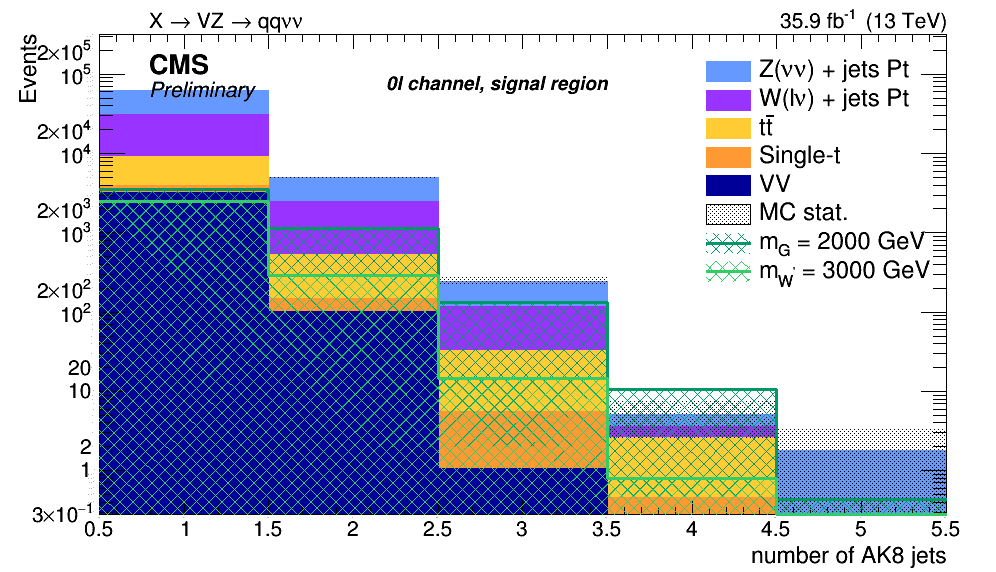 X → VZ → qqνν
35.9 fb⁻¹ (13 TeV)
Events
CMS
Preliminary
0l channel, signal region
Z(νν) + jets Pt
W(lν) + jets Pt
tt̄
Single-t
VV
MC stat.
m_G = 2000 GeV
m_W' = 3000 GeV
2×10⁵
10⁵
2×10⁴
10⁴
2×10³
10³
2×10²
10²
20
10
2
1
3×10⁻¹
0.5 1 1.5 2 2.5 3 3.5 4 4.5 5 5.5
number of AK8 jets